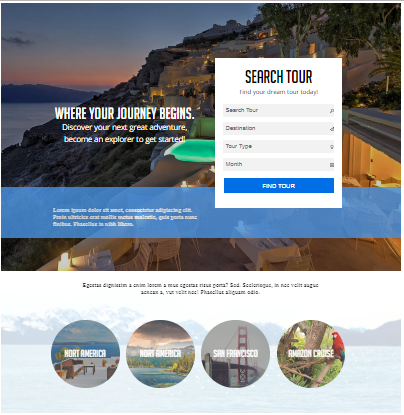 WHERE YOUR JOURNEY BEGINS.
Discover your next great adventure,
become an explorer to get started!
SEARCH TOUR
Find your dream tour today!
Search Tour
Destination
Tour Type
Month
FIND TOUR
Lorem ipsum dolor sit amet, consectetur adipiscing elit.
Proin ultricies erat mollis metus molestie, quis porta nunc
finibus. Phasellus in nibh libero.
Egestas dignissim a enim lorem a mus egestas risus porta? Sed. Scelerisque, in nec velit augue
aenean a, vut velit nec! Phasellus aliquam odio.
NORT AMERICA
NORT AMERICA
SAN FRANCISCO
AMAZON CRUISE